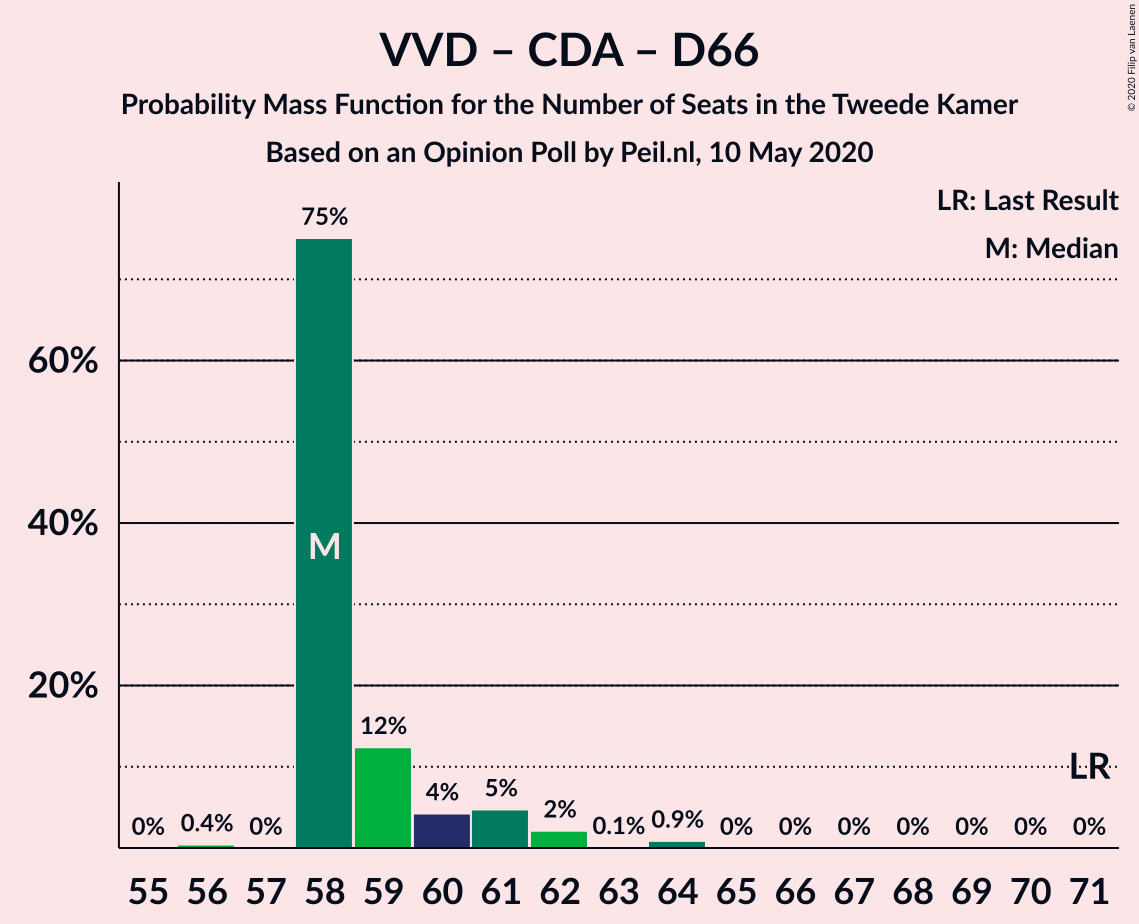 VVD – CDA – D66
Probability Mass Function for the Number of Seats in the Tweede Kamer
Based on an Opinion Poll by Peil.nl, 10 May 2020
© 2020 Filip van Laenen
LR: Last Result
M: Median
75%
60%
40%
M
20%
12%
LR
0% 0.4% 0% 4% 5% 2% 0.1% 0.9% 0% 0% 0% 0% 0% 0% 0%
55 56 57 58 59 60 61 62 63 64 65 66 67 68 69 70 71